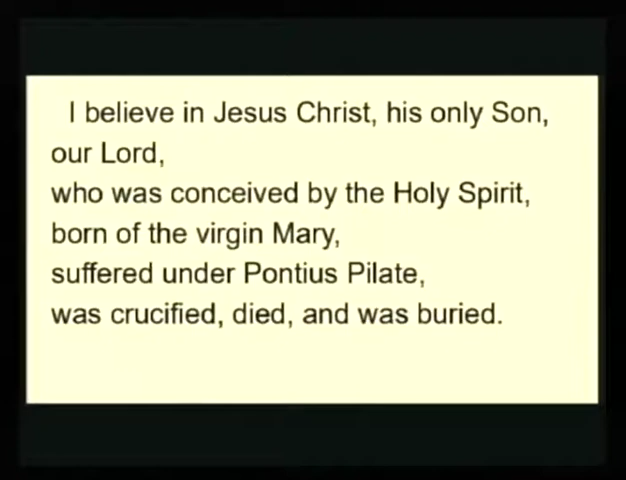 I believe in Jesus Christ, his only Son,
our Lord,
who was conceived by the Holy Spirit,
born of the virgin Mary,
suffered under Pontius Pilate,
was crucified, died, and was buried.